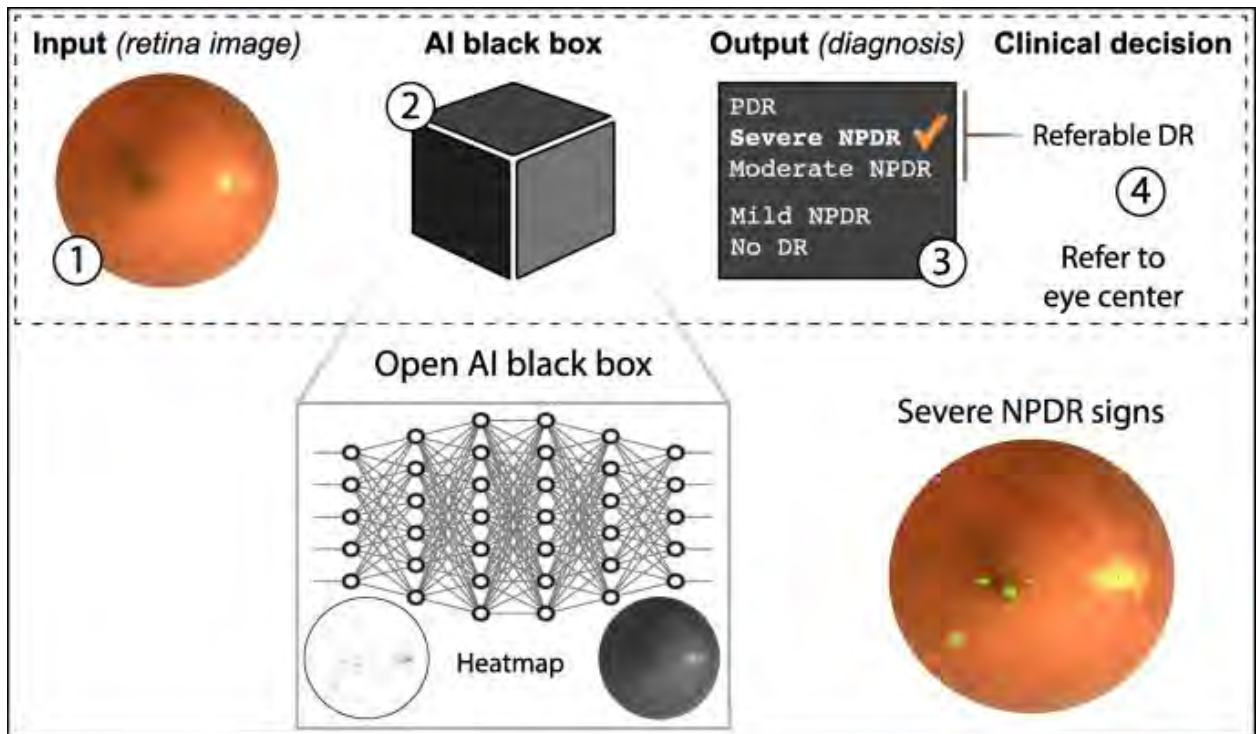 Input (retina image)
AI black box
Output (diagnosis)
Clinical decision
1
2
PDR
Severe NPDR
Moderate NPDR
Mild NPDR
No DR
3
Referable DR
4
Refer to
eye center
Open AI black box
Heatmap
Severe NPDR signs